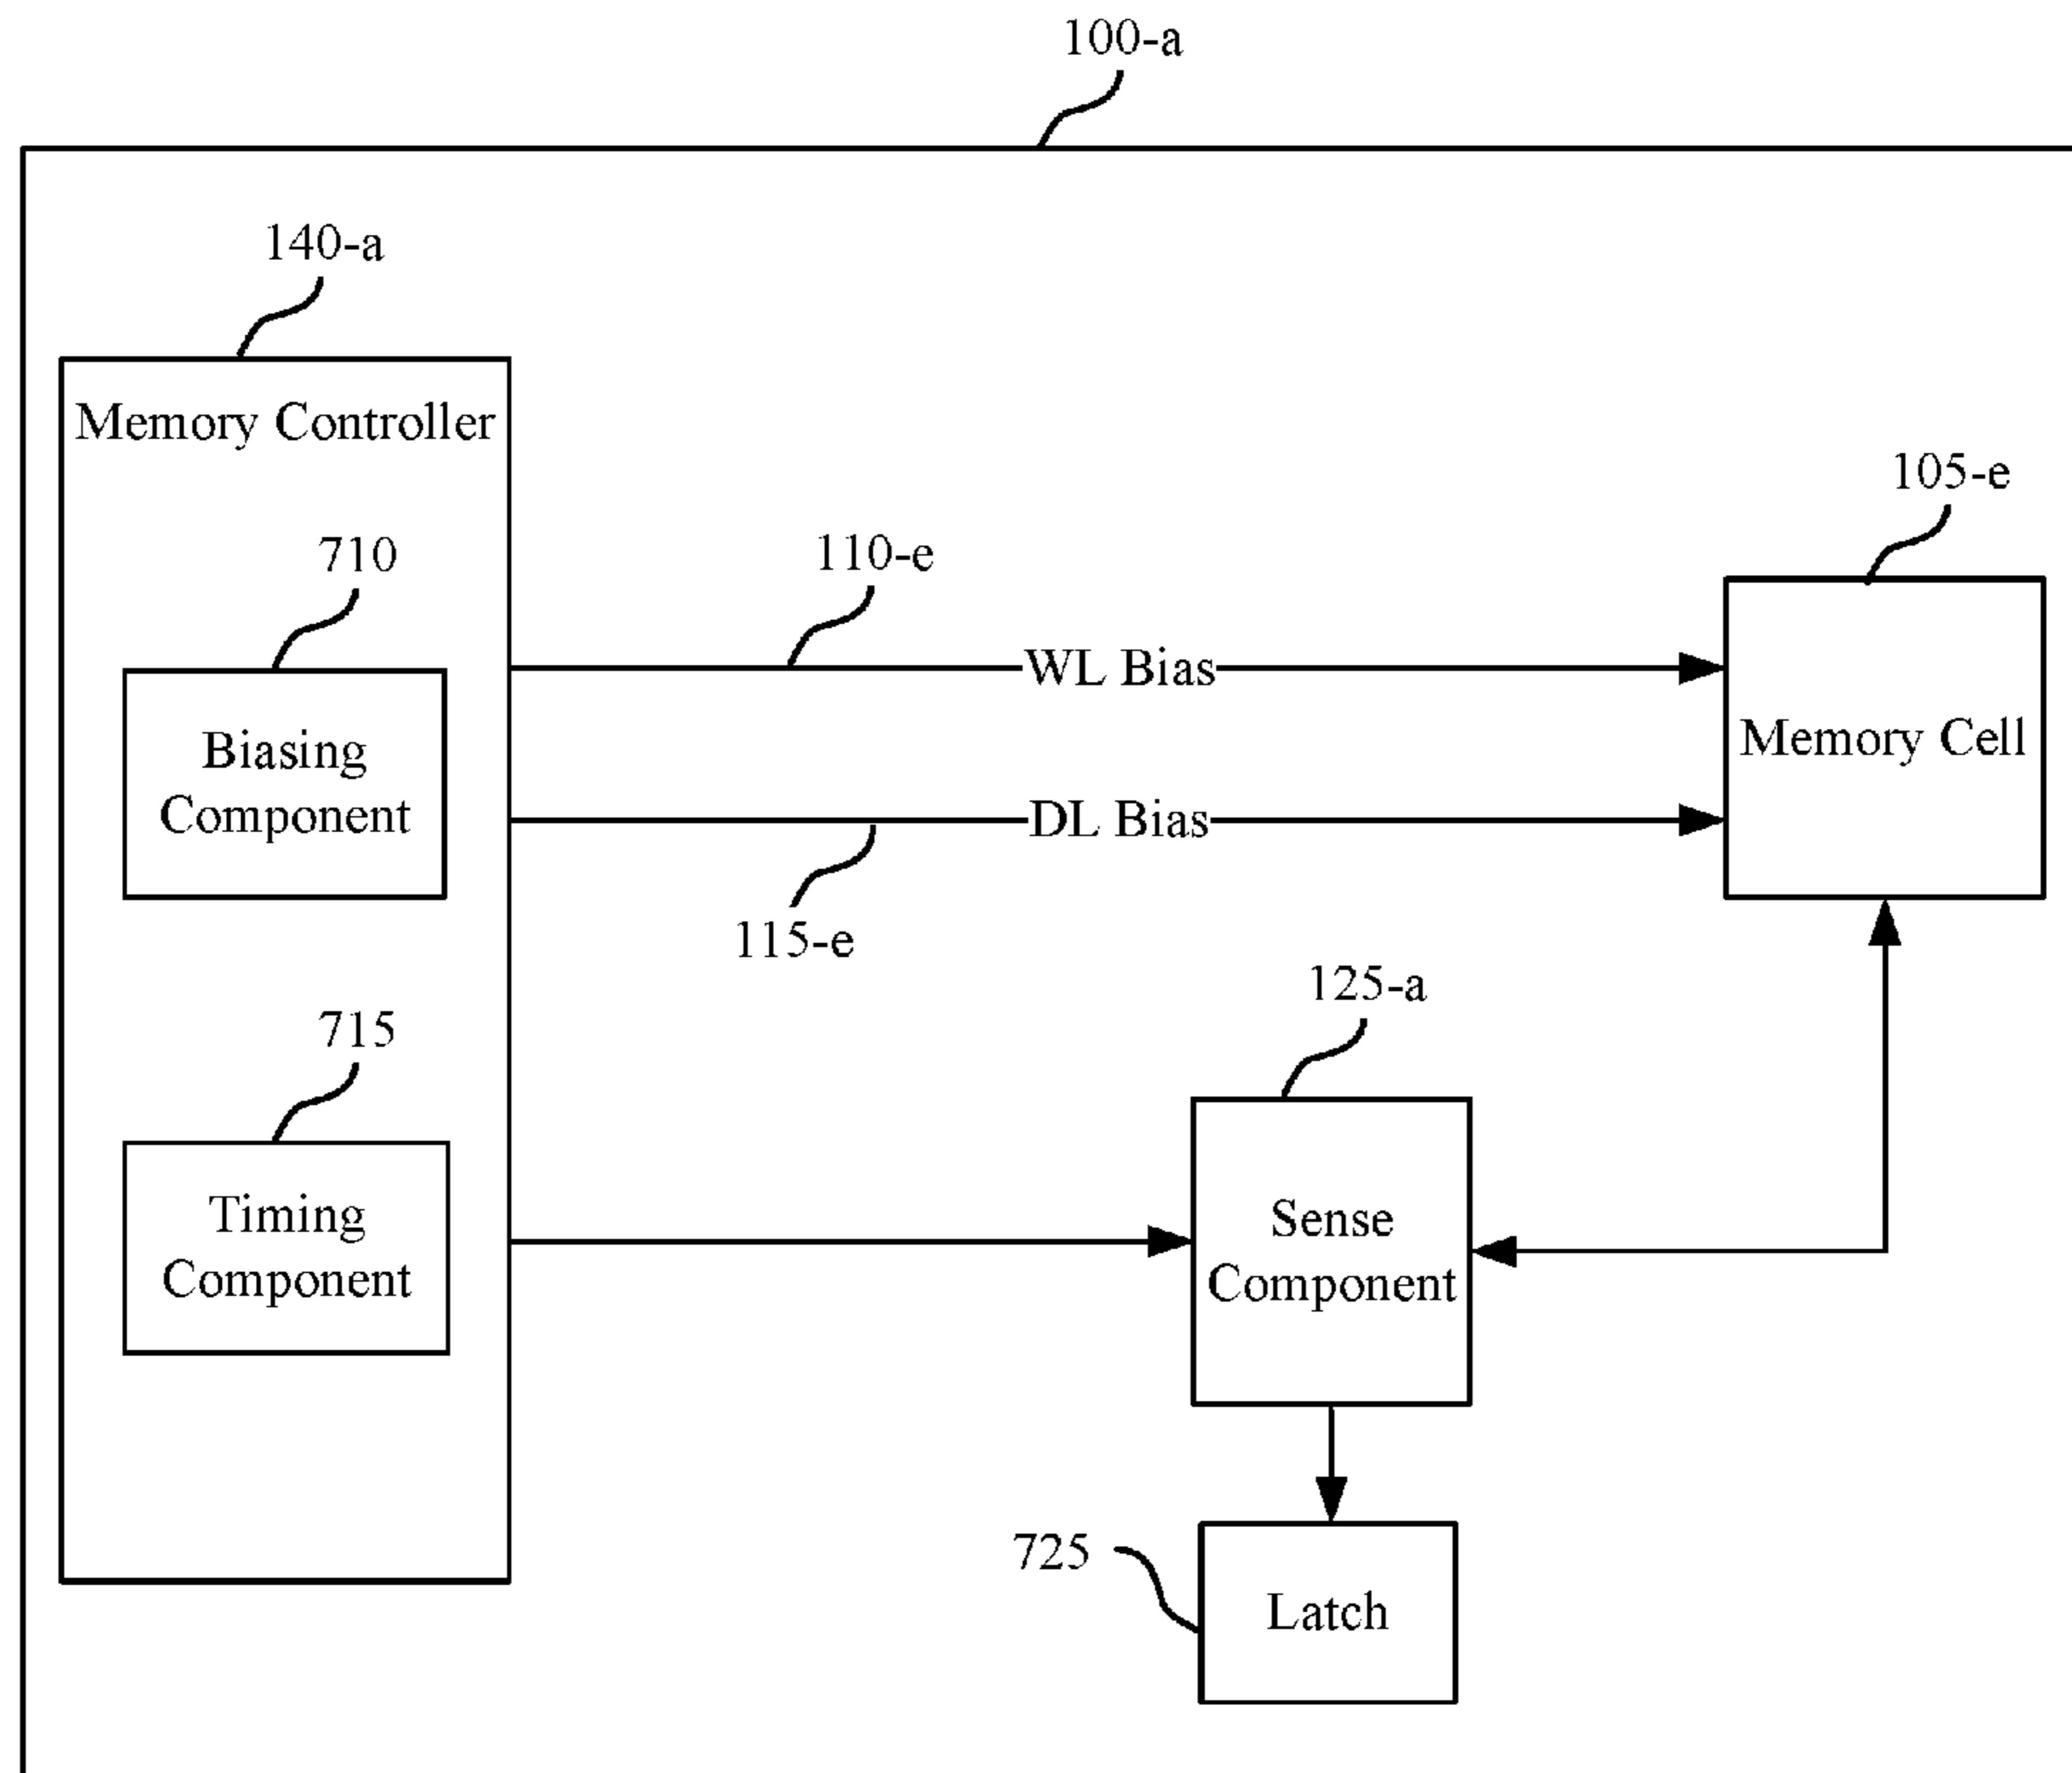 100-a
140-a
Memory Controller
105-e
710
110-e
WL Bias
Biasing
Component
Memory Cell
DL Bias
115-e
125-a
715
Timing
Component
Sense
Component
725
Latch